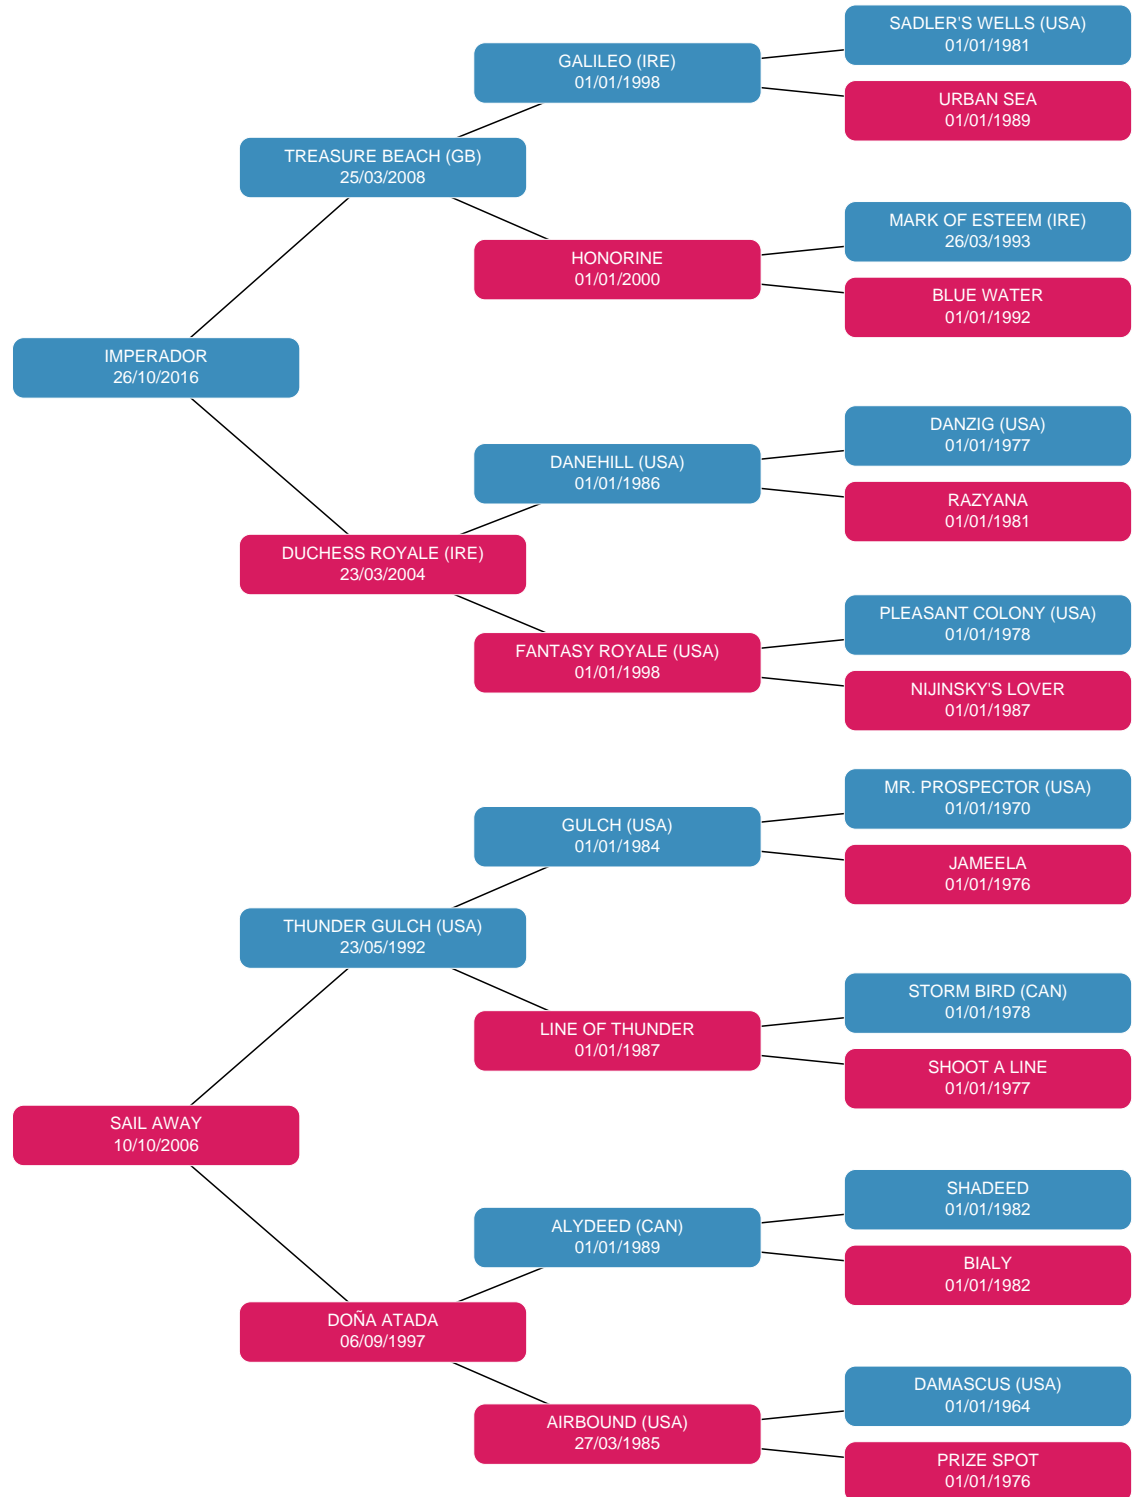 SADLER'S WELLS (USA)
01/01/1981
GALILEO (IRE)
01/01/1998
URBAN SEA
01/01/1989
TREASURE BEACH (GB)
25/03/2008
MARK OF ESTEEM (IRE)
26/03/1993
HONORINE
01/01/2000
BLUE WATER
01/01/1992
IMPERADOR
26/10/2016
DANZIG (USA)
01/01/1977
DANEHILL (USA)
01/01/1986
RAZYANA
01/01/1981
DUCHESS ROYALE (IRE)
23/03/2004
PLEASANT COLONY (USA)
01/01/1978
FANTASY ROYALE (USA)
01/01/1998
NIJINSKY'S LOVER
01/01/1987
MR. PROSPECTOR (USA)
01/01/1970
GULCH (USA)
01/01/1984
JAMEELA
01/01/1976
THUNDER GULCH (USA)
23/05/1992
STORM BIRD (CAN)
01/01/1978
LINE OF THUNDER
01/01/1987
SHOOT A LINE
01/01/1977
SAIL AWAY
10/10/2006
SHADEED
01/01/1982
ALYDEED (CAN)
01/01/1989
BIALY
01/01/1982
DOÑA ATADA
06/09/1997
DAMASCUS (USA)
01/01/1964
AIRBOUND (USA)
27/03/1985
PRIZE SPOT
01/01/1976